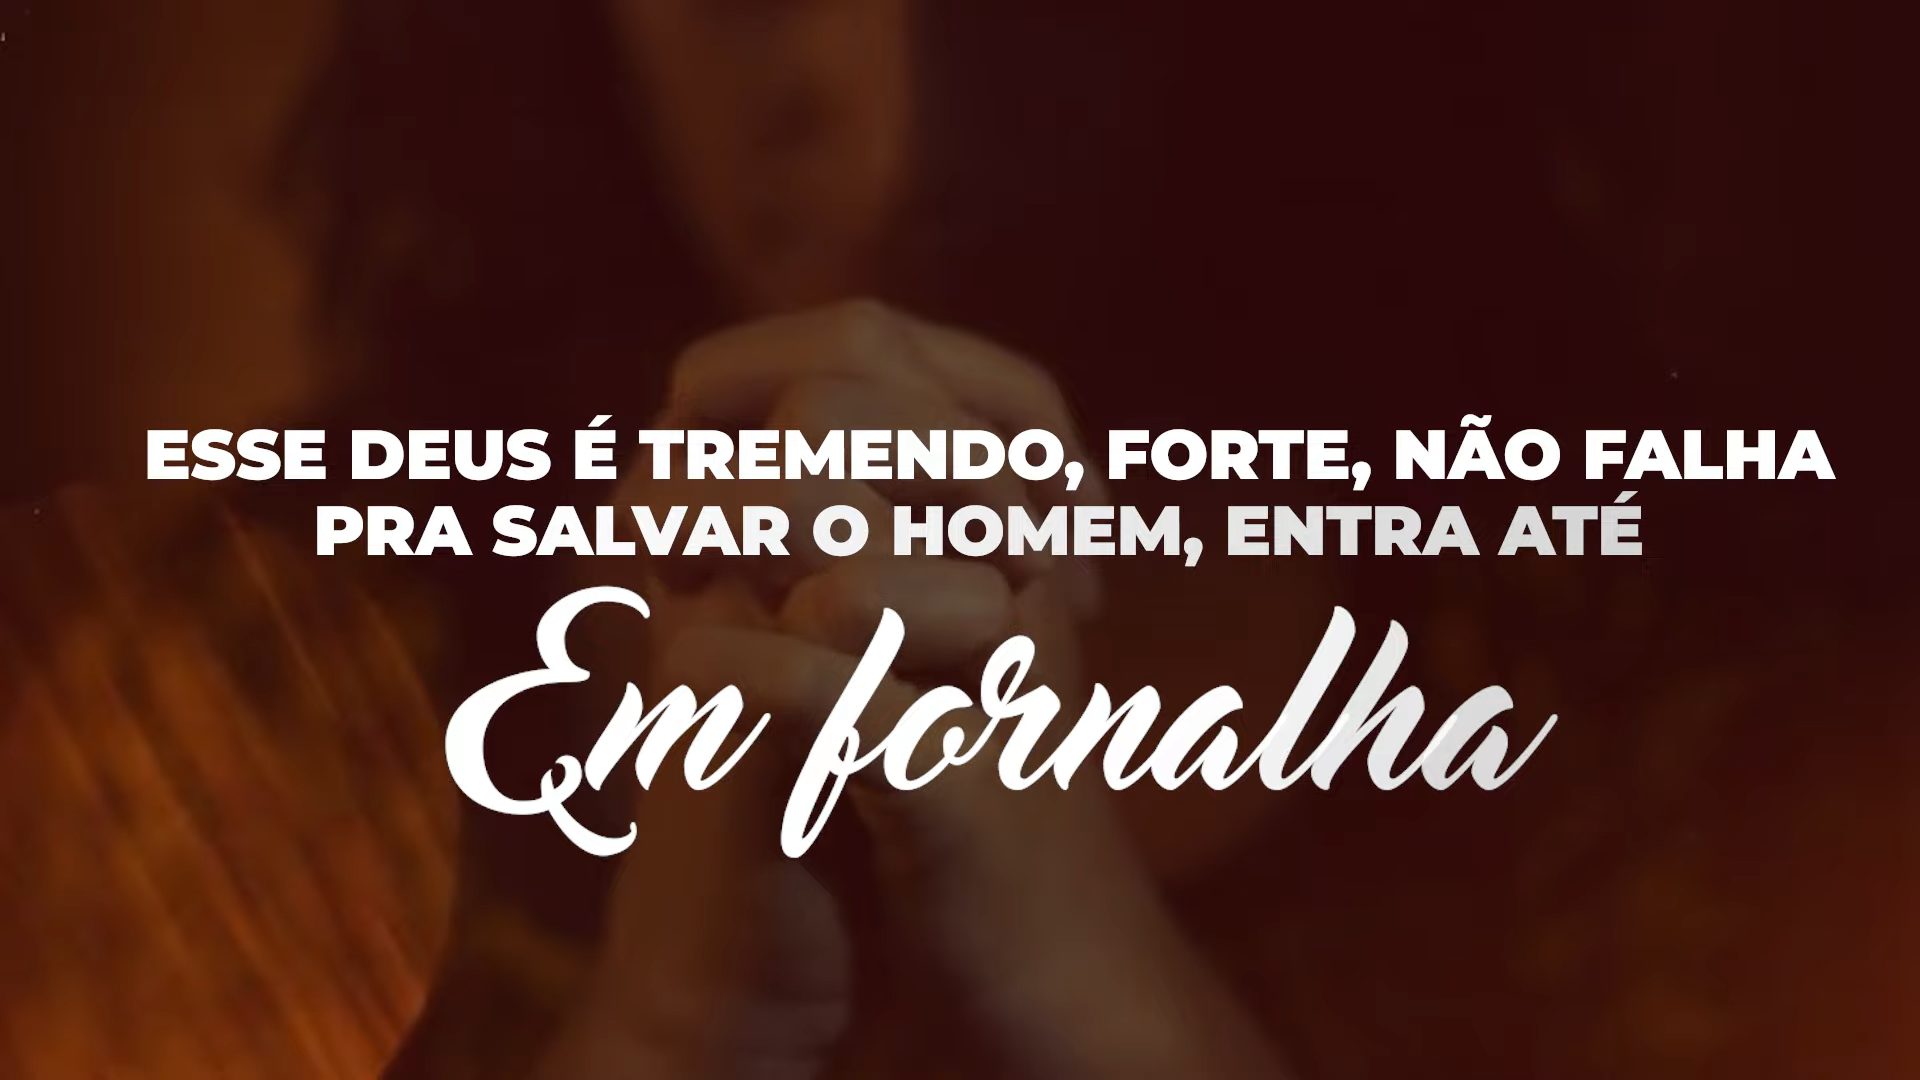 ESSE DEUS É TREMENDO, FORTE, NÃO FALHA
PRA SALVAR O HOMEM, ENTRA ATÉ
Em fornalha